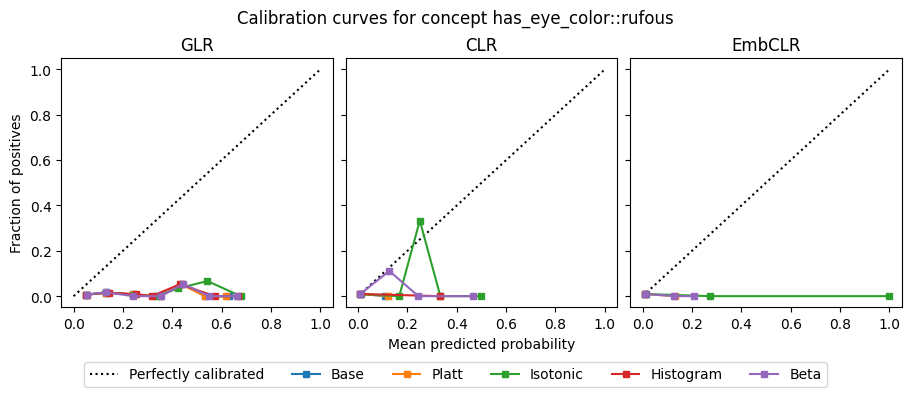 Calibration curves for concept has_eye_color::rufous
GLR
CLR
EmbCLR
Fraction of positives
1.0
0.8
0.6
0.4
0.2
0.0
0.0 0.2 0.4 0.6 0.8 1.0
0.0 0.2 0.4 0.6 0.8 1.0
0.0 0.2 0.4 0.6 0.8 1.0
Mean predicted probability
Perfectly calibrated Base Platt Isotonic Histogram Beta